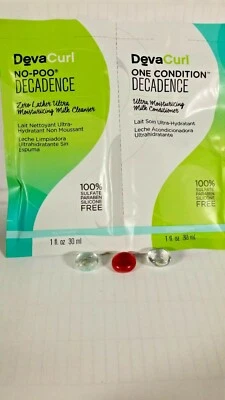 DevaCurl
NO-POO®
DECADENCE
Zero Lather Ultra
Moisturizing Milk Cleanser
Lait Nettoyant Ultra-
Hydratant Non Moussant
Leche Limpiadora
Ultrahidratante Sin
Espuma
100%
SULFATE
PARABEN
SILICONE
FREE
1 fl oz 30 ml
DevaCurl
ONE CONDITION™
DECADENCE
Ultra Moisturizing
Milk Conditioner
Lait Soin Ultra-Hydratant
Leche Acondicionadora
Ultrahidratante
100%
SULFATE
PARABEN
SILICONE
FREE
1 fl. oz. 30 ml